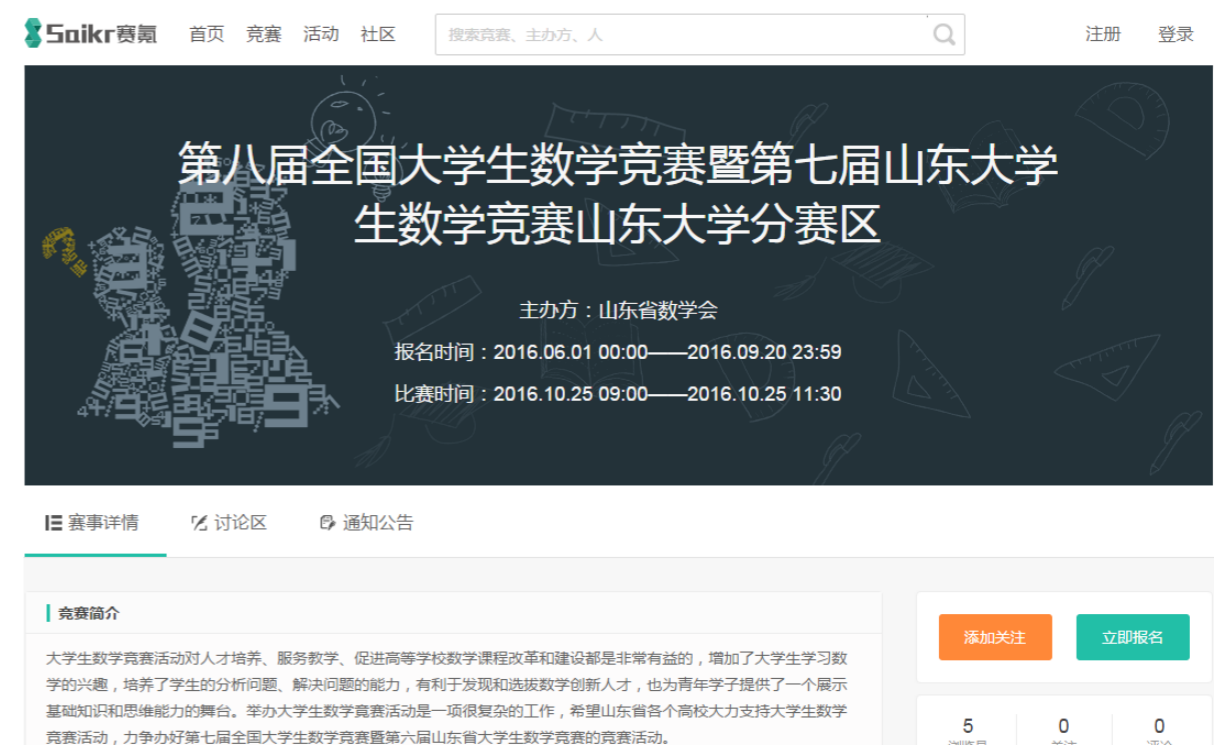 Saikr赛氪 首页 竞赛 活动 社区 搜索竞赛、主办方、人 注册 登录
第八届全国大学生数学竞赛暨第七届山东大学
生数学竞赛山东大学分赛区
主办方：山东省数学会
报名时间：2016.06.01 00:00——2016.09.20 23:59
比赛时间：2016.10.25 09:00——2016.10.25 11:30
赛事详情 讨论区 通知公告
竞赛简介
大学生数学竞赛活动对人才培养、服务教学、促进高等学校数学课程改革和建设都是非常有益的，增加了大学生学习数
学的兴趣，培养了学生的分析问题、解决问题的能力，有利于发现和选拔数学创新人才，也为青年学子提供了一个展示
基础知识和思维能力的舞台。举办大学生数学竟赛活动是一项很复杂的工作，希望山东省各个高校大力支持大学生数学
竞赛活动，力争办好第七届全国大学生数学竞赛暨第六届山东省大学生数学竞赛的竞赛活动。
添加关注 立即报名
5 0 0